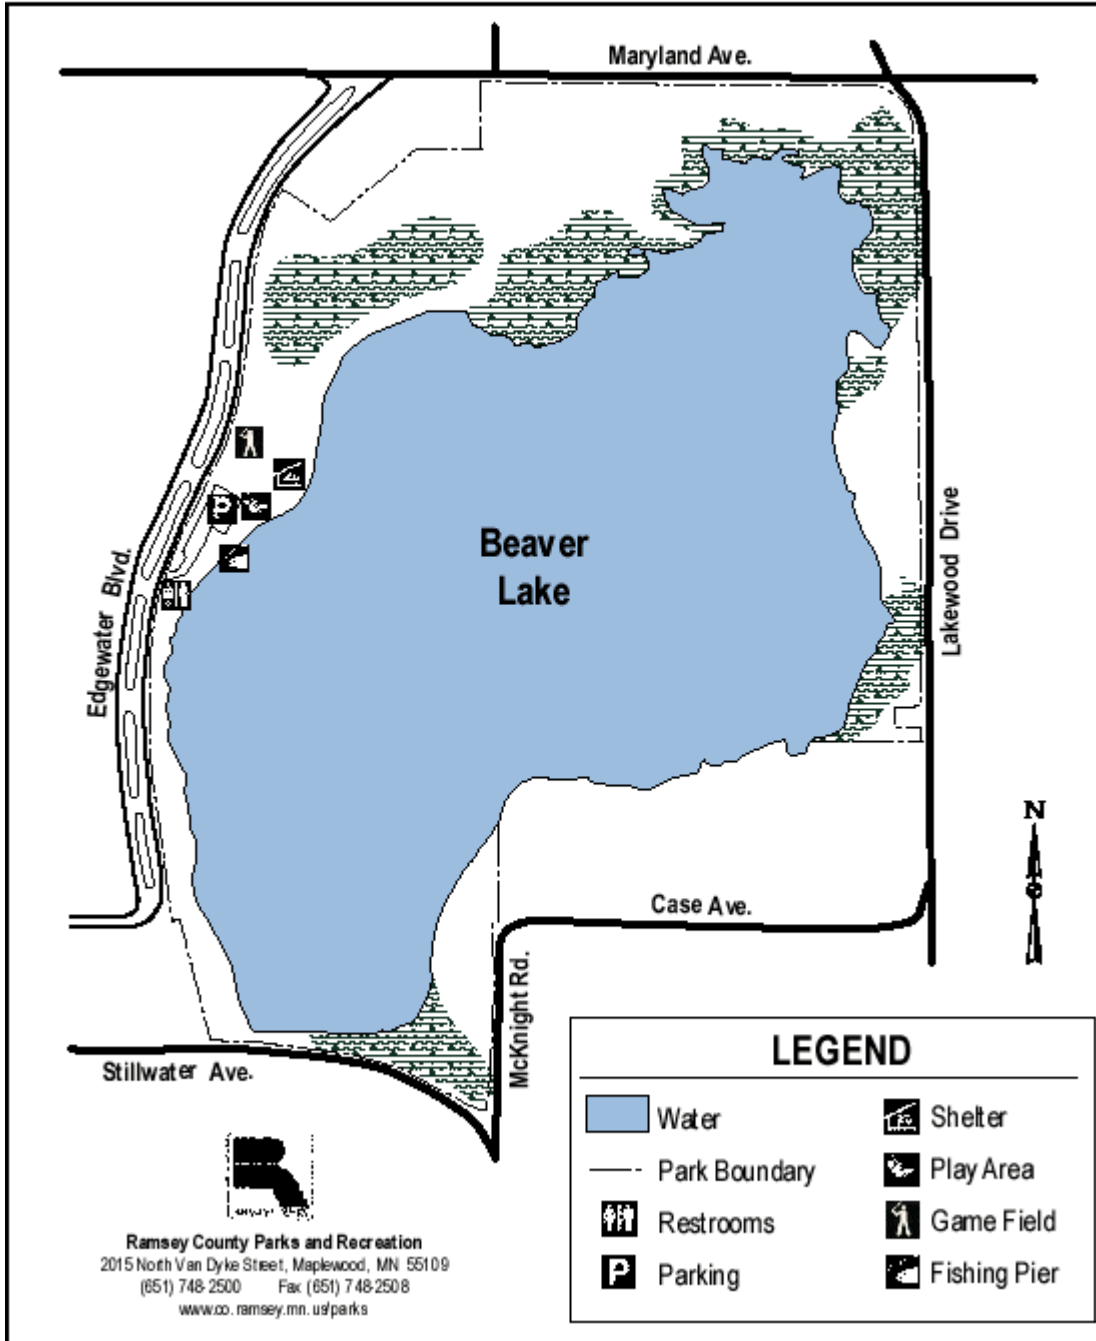 Maryland Ave.
Edgewater Blvd.
Beaver
Lake
Lakewood Drive
N
Case Ave.
McKnight Rd.
Stillwater Ave.
LEGEND
Water
Park Boundary
Restrooms
P Parking
Shelter
Play Area
Game Field
Fishing Pier
P
R
Ramsey County Parks and Recreation
2015 North Van Dyke Street, Maplewood, MN 55109
(651) 748-2500 Fax (651) 748-2508
www.co.ramsey.mn.us/parks